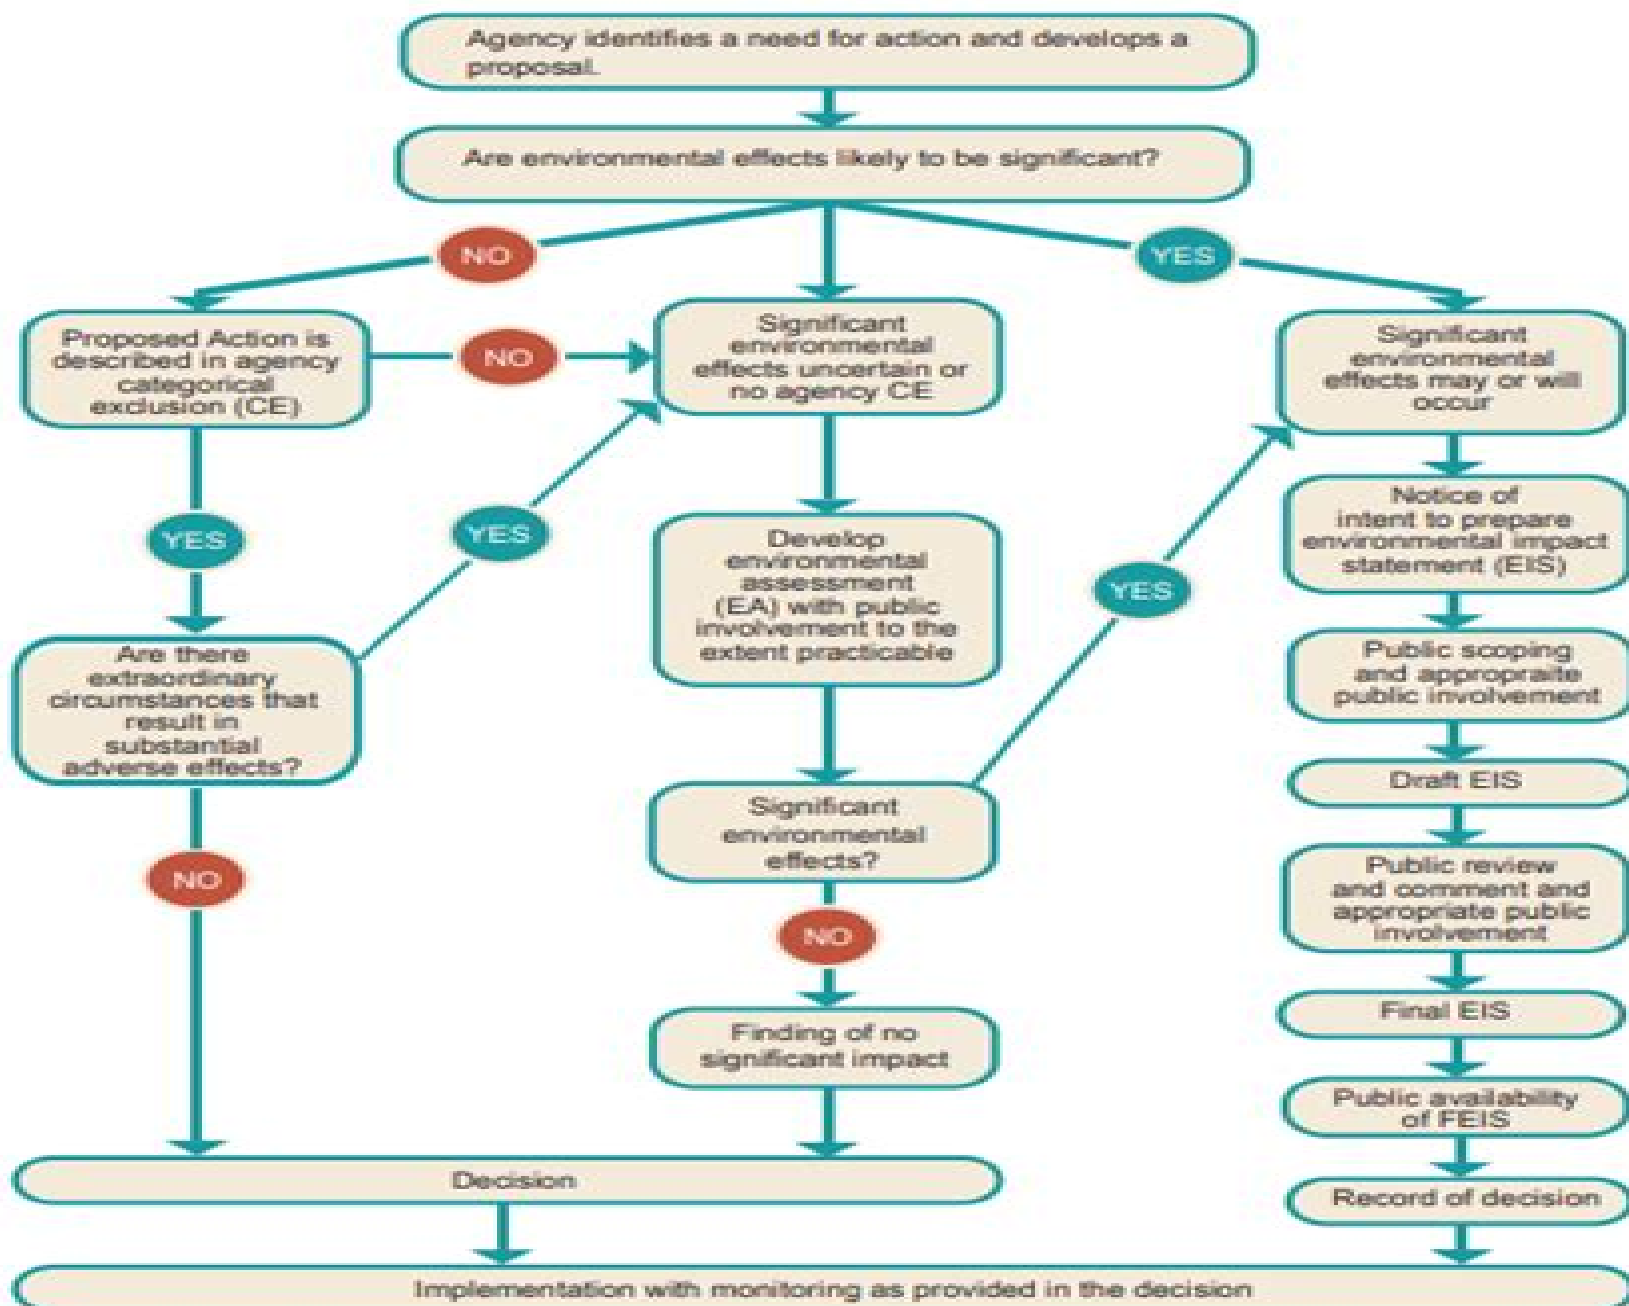 Agency identifies a need for action and develops a
proposal.
Are environmental effects likely to be significant?
NO
YES
Proposed Action is
described in agency
categorical
exclusion (CE)
NO
Significant
environmental
effects uncertain or
no agency CE
Significant
environmental
effects may or will
occur
YES
YES
Develop
environmental
assessment
(EA) with public
involvement to the
extent practicable
YES
Notice of
intent to prepare
environmental impact
statement (EIS)
Are there
extraordinary
circumstances that
result in
substantial
adverse effects?
Public scoping
and appropraite
public involvement
Draft EIS
NO
Significant
environmental
effects?
Public review
and comment and
appropriate public
involvement
NO
Final EIS
Finding of no
significant impact
Public availability
of FEIS
Decision
Record of decision
Implementation with monitoring as provided in the decision